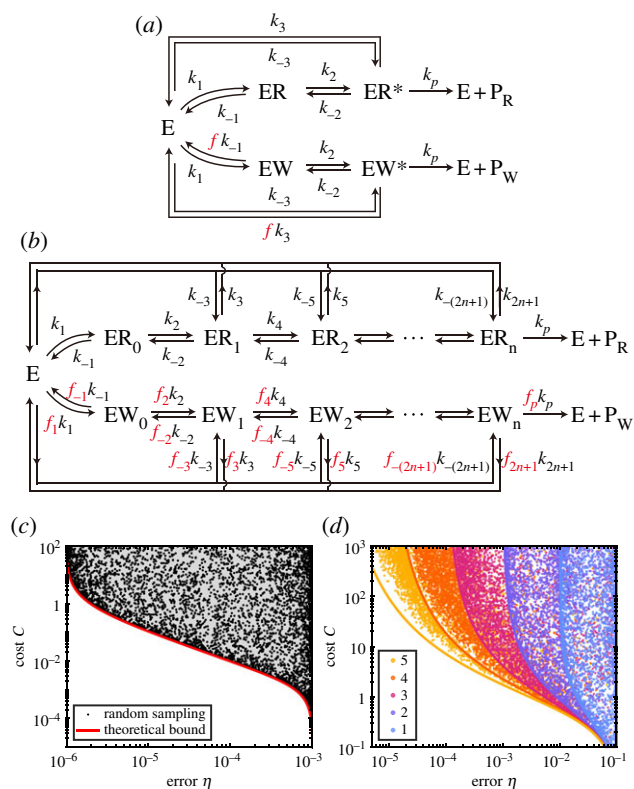 (a)
k₃
k₋₃
k₁
k₋₁
ER
k₂
k₋₂
ER*
kₚ
E + P_R
E
f k₋₁
k₁
EW
k₂
k₋₂
EW*
kₚ
E + P_W
k₋₃
f k₃
(b)
k₋₃ k₃ k₋₅ k₅ k₋₍₂ₙ₊₁₎ k₂ₙ₊₁
k₁
k₋₁
ER₀
k₂
k₋₂
ER₁
k₄
k₋₄
ER₂
...
ERₙ
kₚ
E + P_R
E
f₋₁k₋₁
f₁k₁
EW₀
f₂k₂
f₋₂k₋₂
EW₁
f₄k₄
f₋₄k₋₄
EW₂
...
EWₙ
fₚkₚ
E + P_W
f₋₃k₋₃ f₃k₃ f₋₅k₋₅ f₅k₅ f₋₍₂ₙ₊₁₎k₋₍₂ₙ₊₁₎ f₂ₙ₊₁k₂ₙ₊₁
(c)
10²
1
10⁻²
10⁻⁴
cost C
random sampling
theoretical bound
10⁻⁶ 10⁻⁵ 10⁻⁴ 10⁻³
error η
(d)
10³
10²
10
1
10⁻¹
cost C
5
4
3
2
1
10⁻⁵ 10⁻⁴ 10⁻³ 10⁻² 10⁻¹
error η